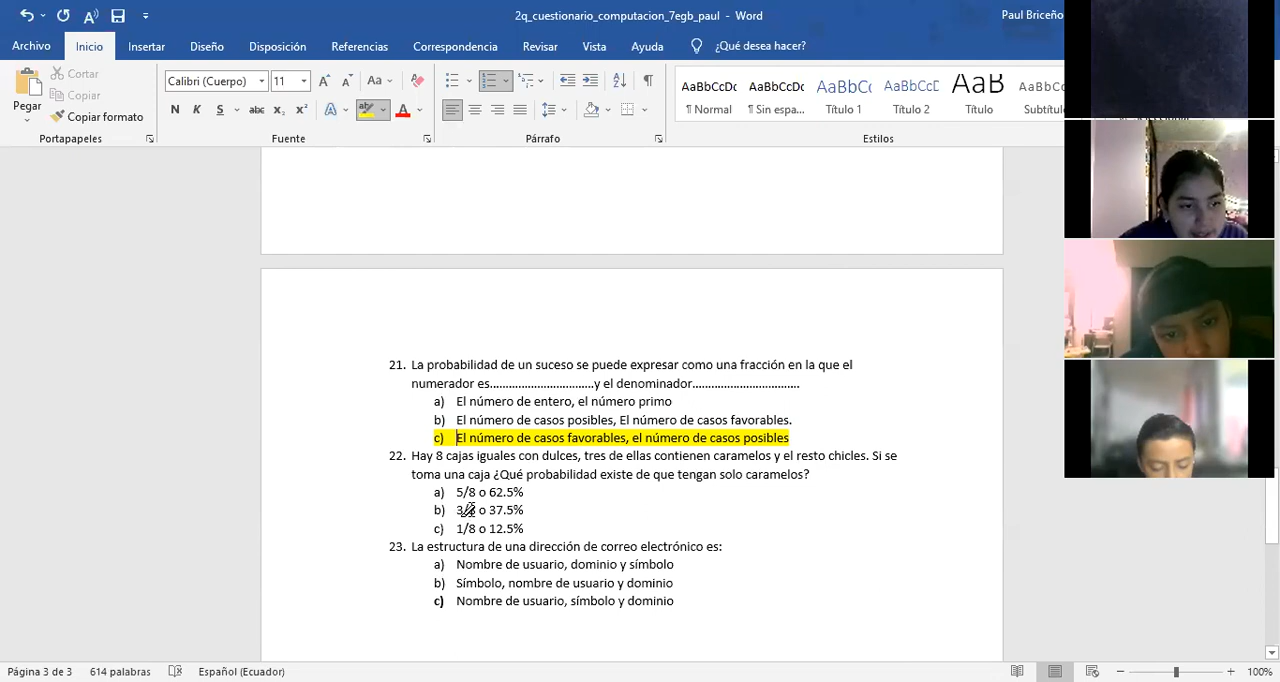 2q_cuestionario_computacion_7egb_paul - Word
Paul Briceño
Archivo Inicio Insertar Diseño Disposición Referencias Correspondencia Revisar Vista Ayuda ¿Qué desea hacer?
Pegar
Cortar
Copiar
Copiar formato
Portapapeles
Calibri (Cuerpo) 11
Aa
N K S abc x₂ x² A A
Fuente
Párrafo
AaBbCcDc AaBbCcDc AaBbCc AaBbCcE AaB AaBbCc
¶ Normal ¶ Sin espa... Título 1 Título 2 Título Subtítul
Estilos
21. La probabilidad de un suceso se puede expresar como una fracción en la que el
numerador es................................y el denominador.................................
a) El número de entero, el número primo
b) El número de casos posibles, El número de casos favorables.
c) El número de casos favorables, el número de casos posibles
22. Hay 8 cajas iguales con dulces, tres de ellas contienen caramelos y el resto chicles. Si se
toma una caja ¿Qué probabilidad existe de que tengan solo caramelos?
a) 5/8 o 62.5%
b) 3/8 o 37.5%
c) 1/8 o 12.5%
23. La estructura de una dirección de correo electrónico es:
a) Nombre de usuario, dominio y símbolo
b) Símbolo, nombre de usuario y dominio
c) Nombre de usuario, símbolo y dominio
Página 3 de 3 614 palabras Español (Ecuador) 100%